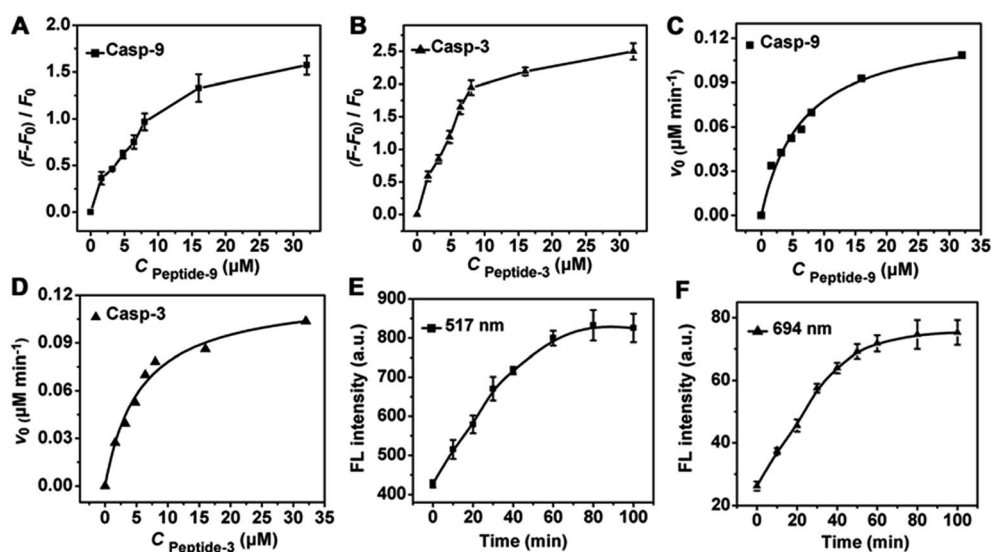 A
Casp-9
(F-F₀) / F₀
2.0
1.5
1.0
0.5
0.0
0 5 10 15 20 25 30
C Peptide-9 (μM)
B
Casp-3
(F-F₀) / F₀
2.5
2.0
1.5
1.0
0.5
0.0
0 5 10 15 20 25 30
C Peptide-3 (μM)
C
Casp-9
v₀ (μM min⁻¹)
0.12
0.09
0.06
0.03
0.00
0 5 10 15 20 25 30 35
C Peptide-9 (μM)
D
Casp-3
v₀ (μM min⁻¹)
0.12
0.09
0.06
0.03
0.00
0 5 10 15 20 25 30 35
C Peptide-3 (μM)
E
517 nm
FL intensity (a.u.)
900
800
700
600
500
400
0 20 40 60 80 100
Time (min)
F
694 nm
FL intensity (a.u.)
80
60
40
20
0 20 40 60 80 100
Time (min)